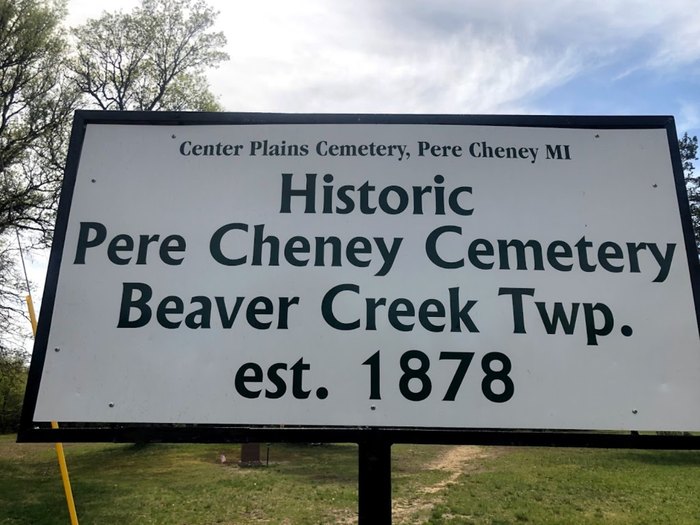 Center Plains Cemetery, Pere Cheney MI
Historic
Pere Cheney Cemetery
Beaver Creek Twp.
est. 1878